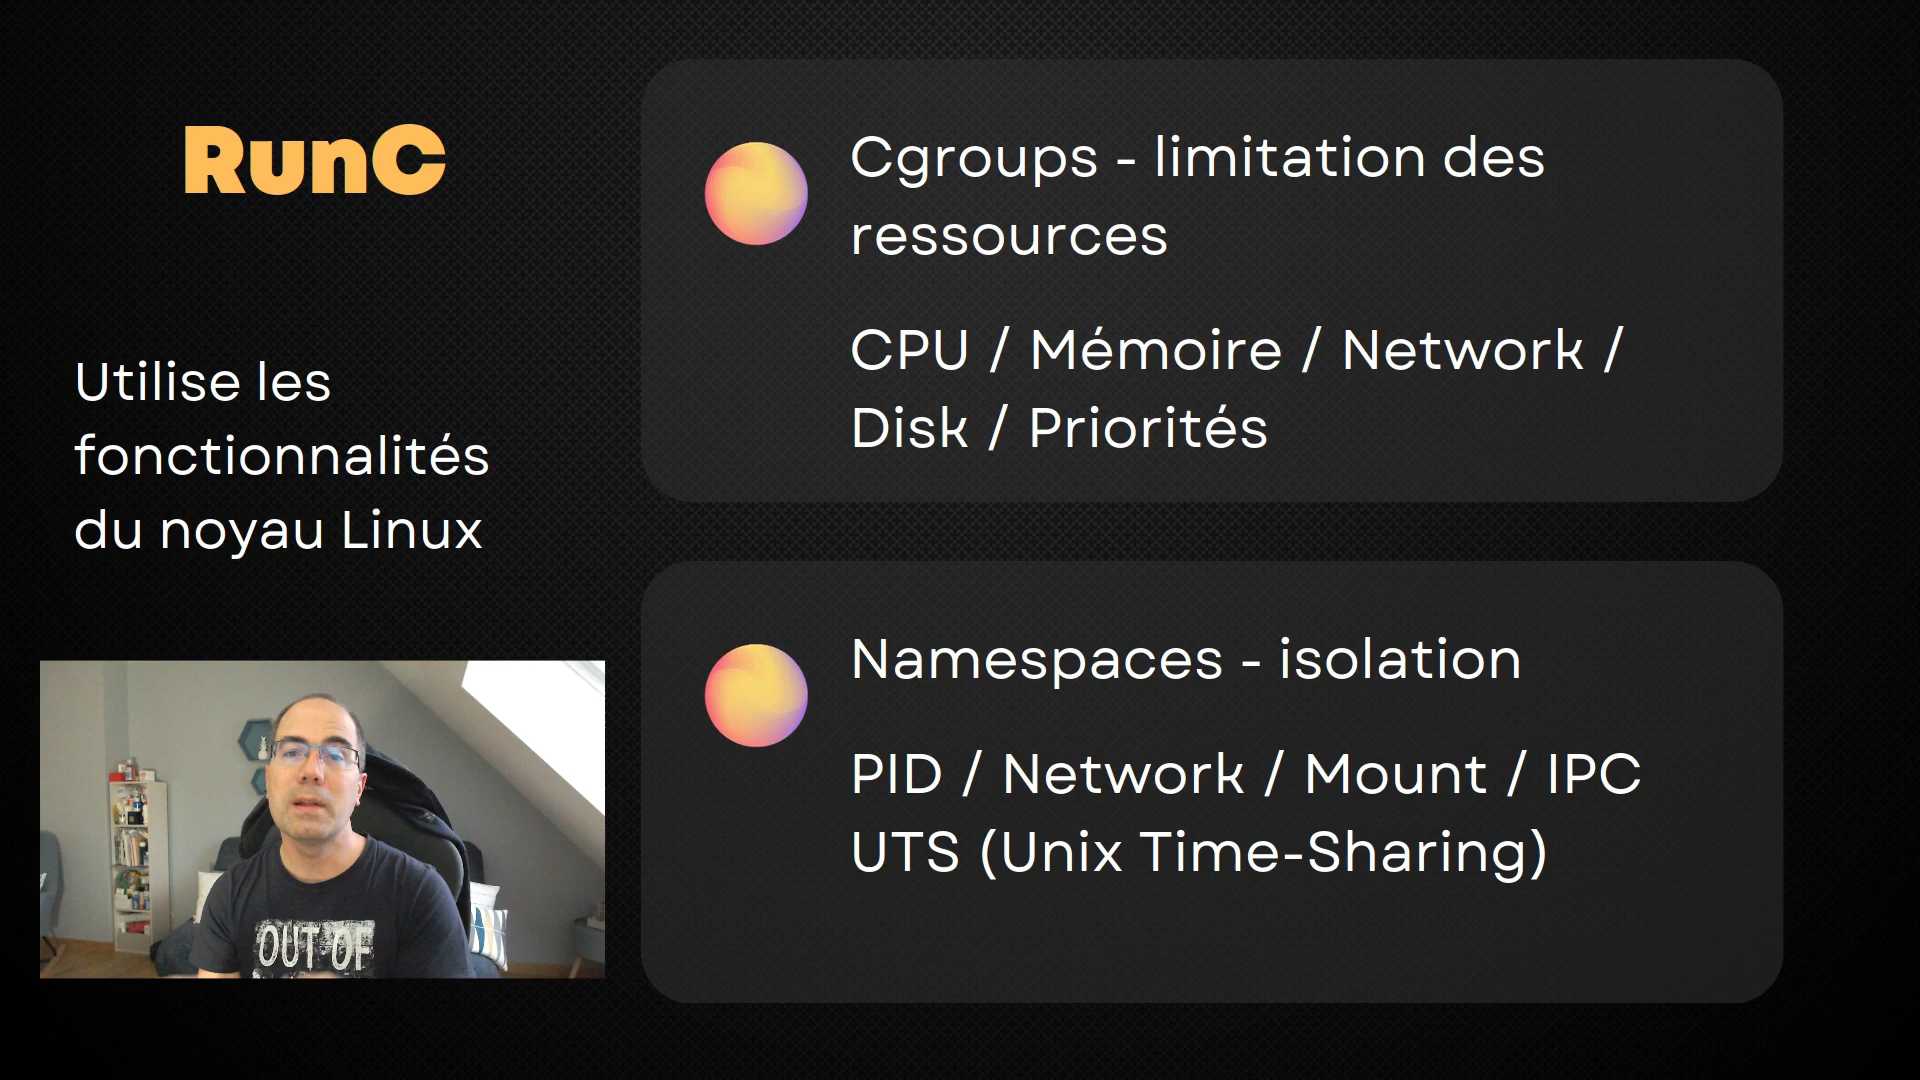 RunC
Utilise les
fonctionnalités
du noyau Linux
Cgroups - limitation des
ressources
CPU / Mémoire / Network /
Disk / Priorités
Namespaces - isolation
PID / Network / Mount / IPC
UTS (Unix Time-Sharing)
OUT OF